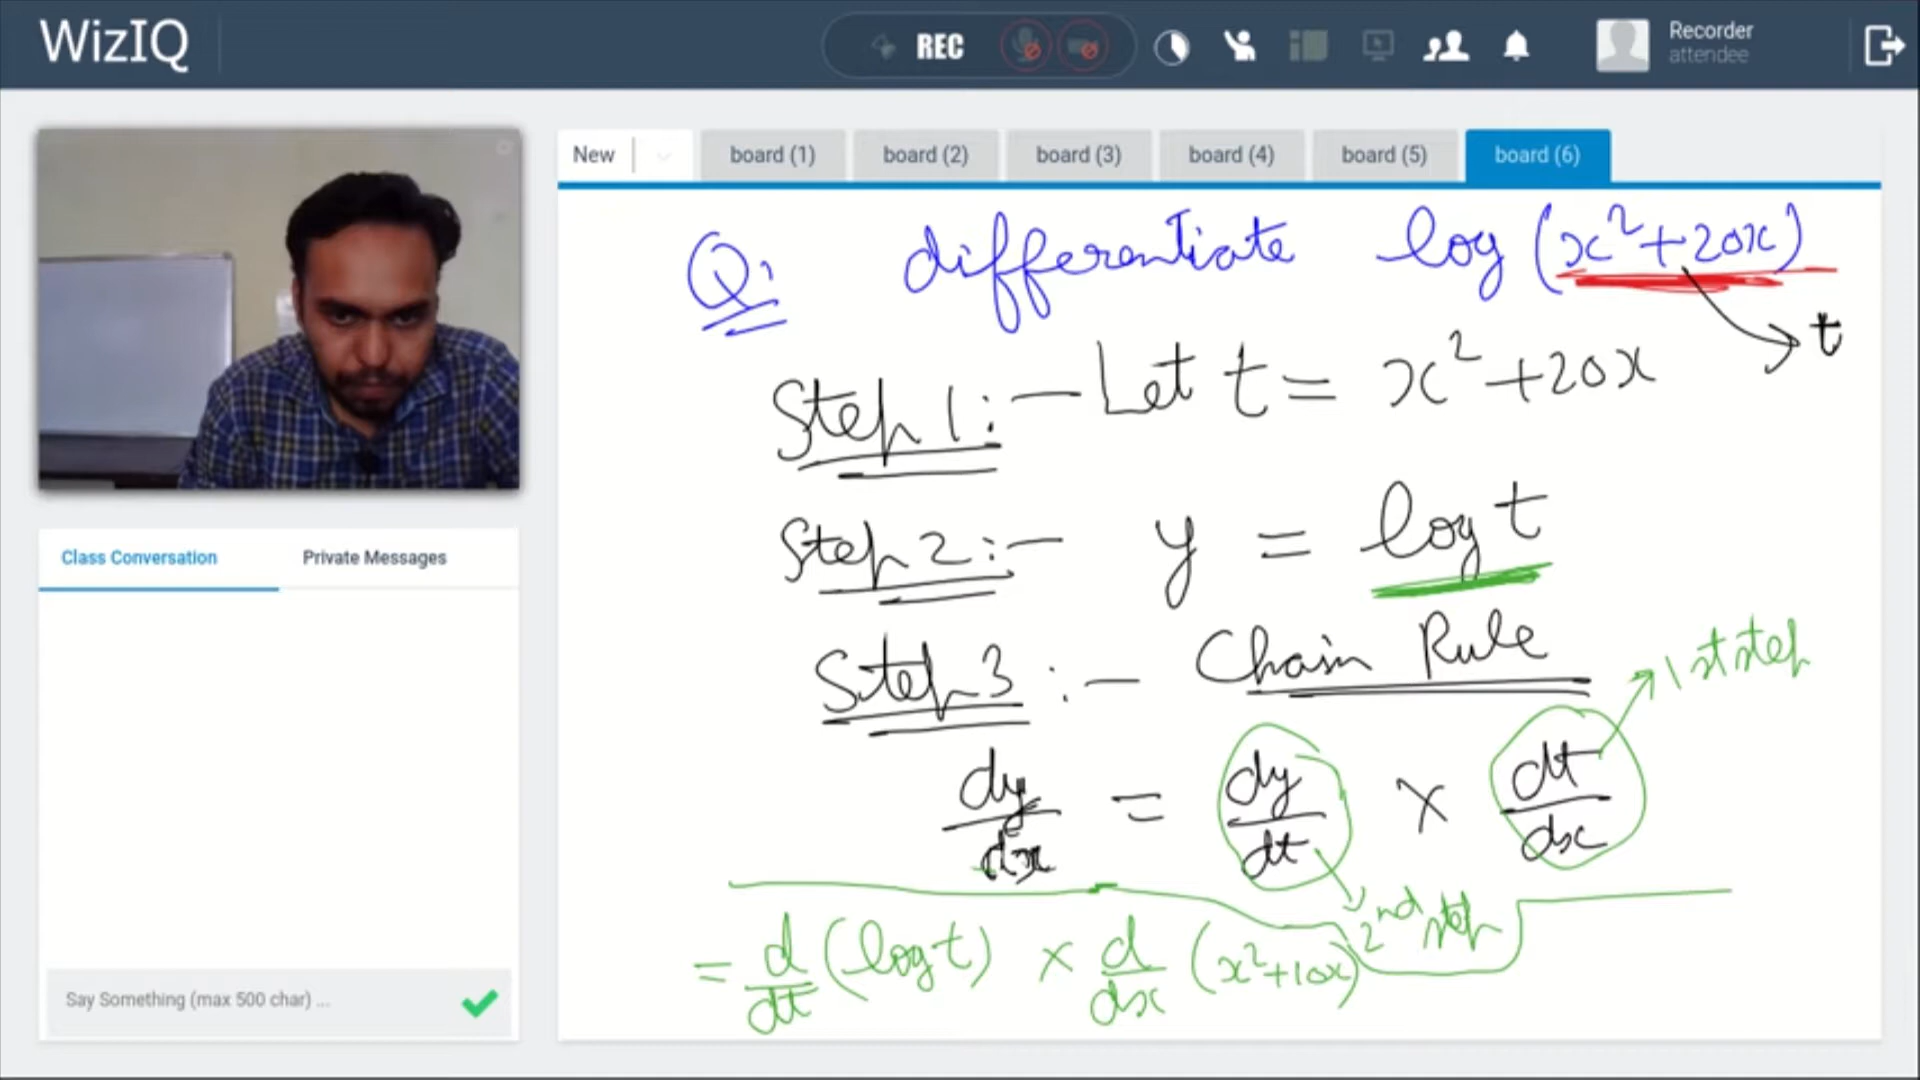 WizIQ
REC
Recorder
attendee
New
board (1)
board (2)
board (3)
board (4)
board (5)
board (6)
Class Conversation
Private Messages
Say Something (max 500 char) ...
Q. differentiate log (x²+20x)
t
Step 1:- Let t = x²+20x
Step 2:- y = log t
Step 3:- Chain Rule
1st step
dy/dx = dy/dt × dt/dx
2nd step
= d/dt (log t) × d/dx (x²+10x)